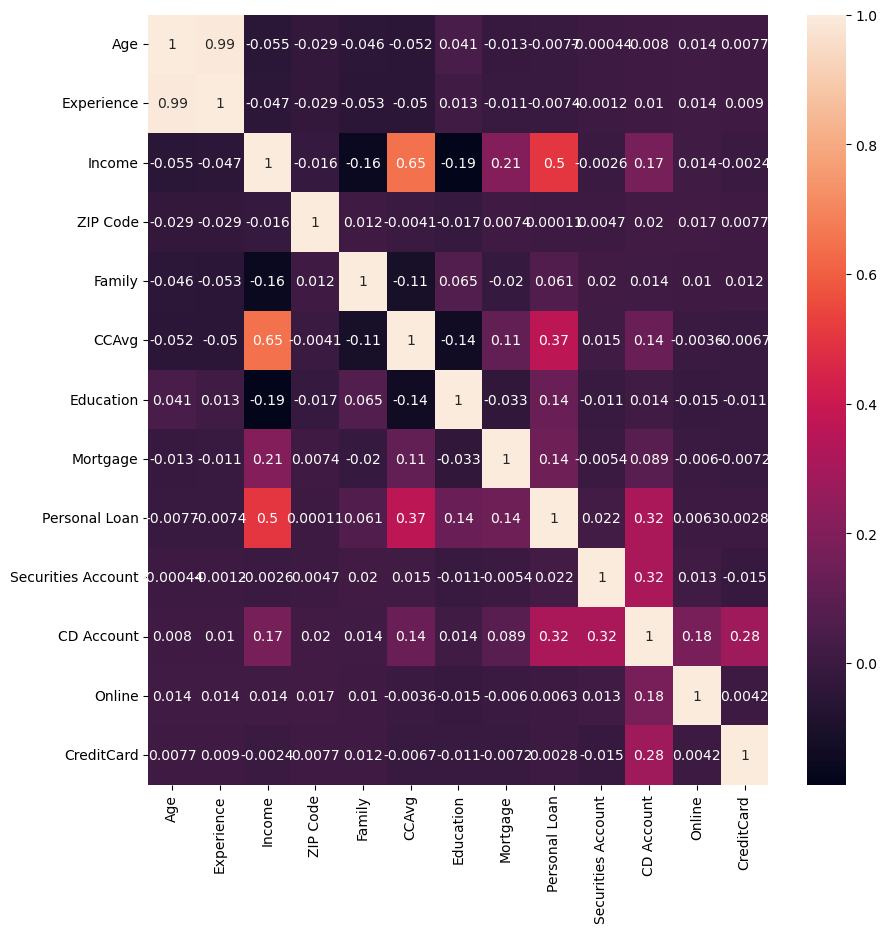 Age 1 0.99 -0.055 -0.029 -0.046 -0.052 0.041 -0.013 -0.0077 -0.00044 0.008 0.014 0.0077 1.0
Experience 0.99 1 -0.047 -0.029 -0.053 -0.05 0.013 -0.011 -0.0074 -0.0012 0.01 0.014 0.009
Income -0.055 -0.047 1 -0.016 -0.16 0.65 -0.19 0.21 0.5 -0.0026 0.17 0.014 -0.0024 0.8
ZIP Code -0.029 -0.029 -0.016 1 0.012 -0.0041 -0.017 0.0074 0.00011 0.0047 0.02 0.017 0.0077
Family -0.046 -0.053 -0.16 0.012 1 -0.11 0.065 -0.02 0.061 0.02 0.014 0.01 0.012 0.6
CCAvg -0.052 -0.05 0.65 -0.0041 -0.11 1 -0.14 0.11 0.37 0.015 0.14 -0.0036 -0.0067
Education 0.041 0.013 -0.19 -0.017 0.065 -0.14 1 -0.033 0.14 -0.011 0.014 -0.015 -0.011 0.4
Mortgage -0.013 -0.011 0.21 0.0074 -0.02 0.11 -0.033 1 0.14 -0.0054 0.089 -0.006 -0.0072
Personal Loan -0.0077 -0.0074 0.5 0.00011 0.061 0.37 0.14 0.14 1 0.022 0.32 0.0063 0.0028 0.2
Securities Account -0.00044 -0.0012 -0.0026 0.0047 0.02 0.015 -0.011 -0.0054 0.022 1 0.32 0.013 -0.015
CD Account 0.008 0.01 0.17 0.02 0.014 0.14 0.014 0.089 0.32 0.32 1 0.18 0.28 0.0
Online 0.014 0.014 0.014 0.017 0.01 -0.0036 -0.015 -0.006 0.0063 0.013 0.18 1 0.0042
CreditCard 0.0077 0.009 -0.0024 0.0077 0.012 -0.0067 -0.011 -0.0072 0.0028 -0.015 0.28 0.0042 1
Age
Experience
Income
ZIP Code
Family
CCAvg
Education
Mortgage
Personal Loan
Securities Account
CD Account
Online
CreditCard